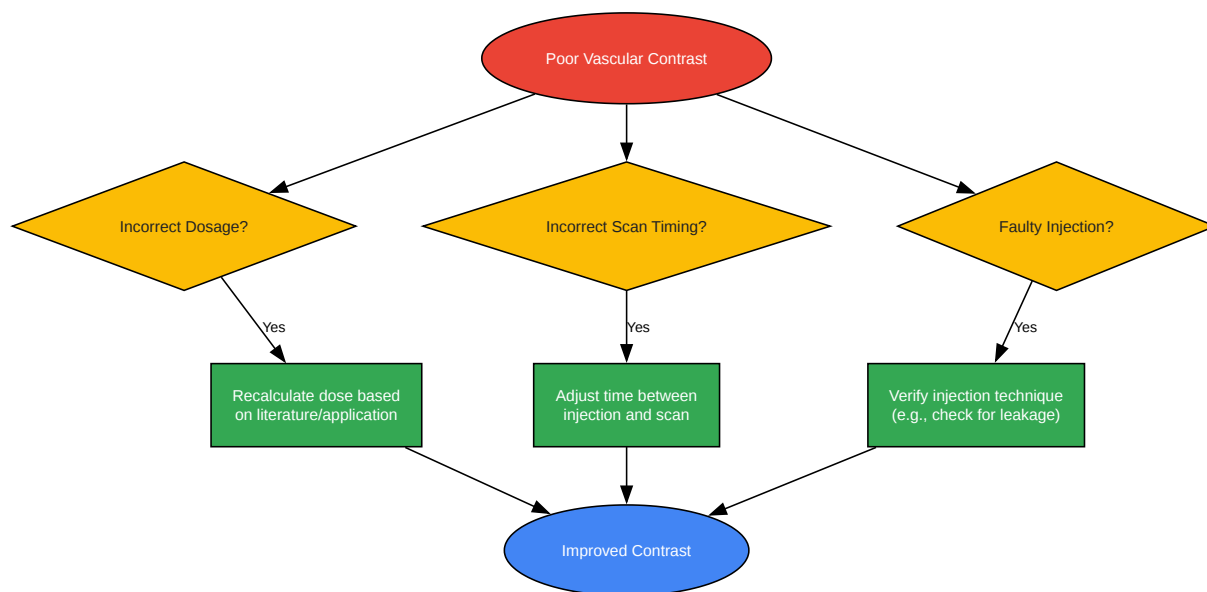 Poor Vascular Contrast
Incorrect Dosage?
Incorrect Scan Timing?
Faulty Injection?
Yes
Yes
Yes
Recalculate dose based
on literature/application
Adjust time between
injection and scan
Verify injection technique
(e.g., check for leakage)
Improved Contrast